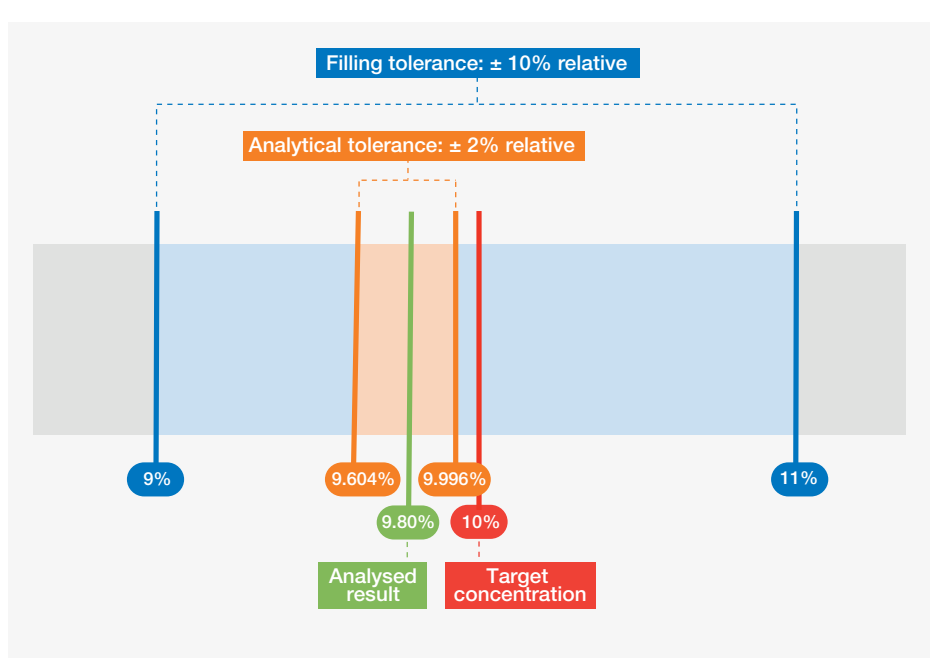 Filling tolerance: ± 10% relative
Analytical tolerance: ± 2% relative
9%
9.604%
9.996%
11%
9.80%
10%
Analysed
result
Target
concentration